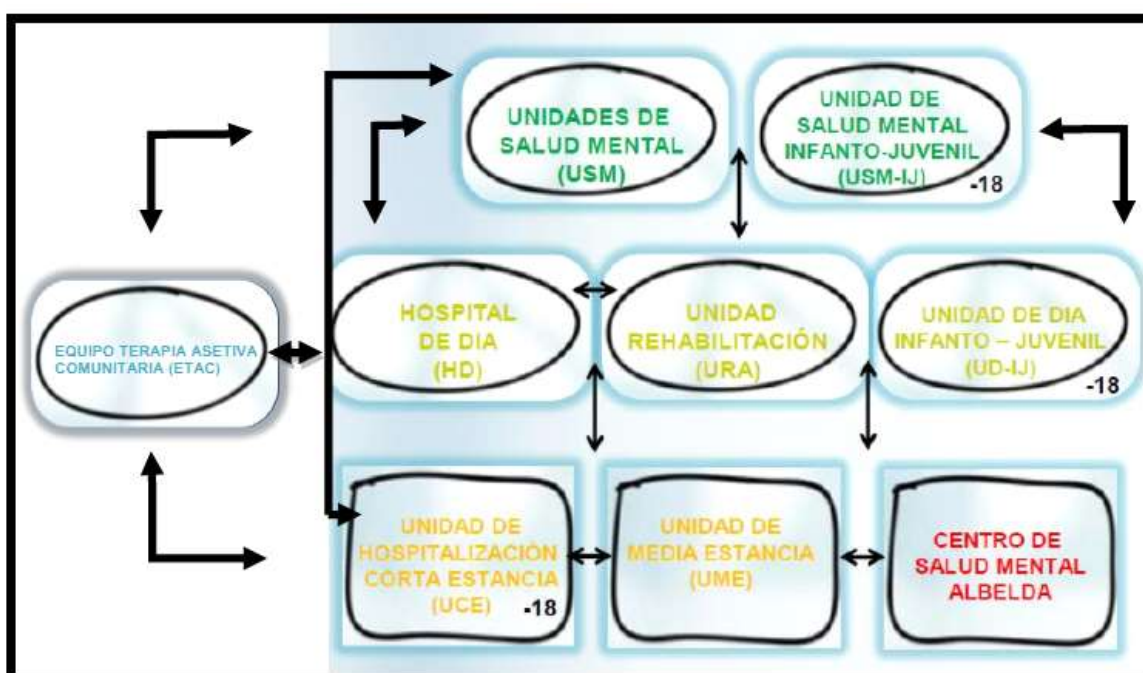 UNIDADES DE
SALUD MENTAL
(USM)
UNIDAD DE
SALUD MENTAL
INFANTO-JUVENIL
(USM-IJ)
-18
EQUIPO TERAPIA ASETIVA
COMUNITARIA (ETAC)
HOSPITAL
DE DIA
(HD)
UNIDAD
REHABILITACIÓN
(URA)
UNIDAD DE DIA
INFANTO – JUVENIL
(UD-IJ)
-18
UNIDAD DE
HOSPITALIZACIÓN
CORTA ESTANCIA
(UCE)
-18
UNIDAD DE
MEDIA ESTANCIA
(UME)
CENTRO DE
SALUD MENTAL
ALBELDA